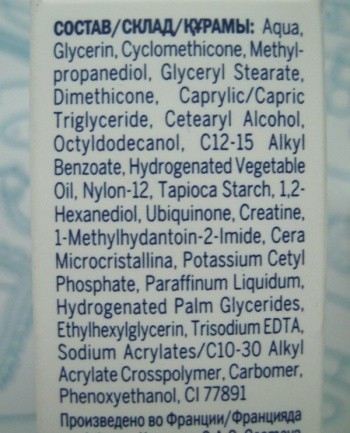 СОСТАВ/СКЛАД/ҚҰРАМЫ: Aqua,
Glycerin, Cyclomethicone, Methyl-
propanediol, Glyceryl Stearate,
Dimethicone, Caprylic/Capric
Triglyceride, Cetearyl Alcohol,
Octyldodecanol, C12-15 Alkyl
Benzoate, Hydrogenated Vegetable
Oil, Nylon-12, Tapioca Starch, 1,2-
Hexanediol, Ubiquinone, Creatine,
1-Methylhydantoin-2-Imide, Cera
Microcristallina, Potassium Cetyl
Phosphate, Paraffinum Liquidum,
Hydrogenated Palm Glycerides,
Ethylhexylglycerin, Trisodium EDTA,
Sodium Acrylates/C10-30 Alkyl
Acrylate Crosspolymer, Carbomer,
Phenoxyethanol, CI 77891
Произведено во Франции/Францияда